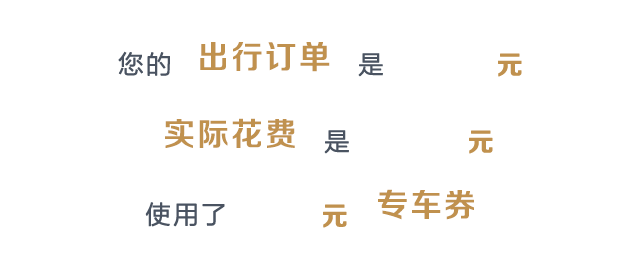 您的 出行订单 是 元
实际花费 是 元
使用了 元 专车券